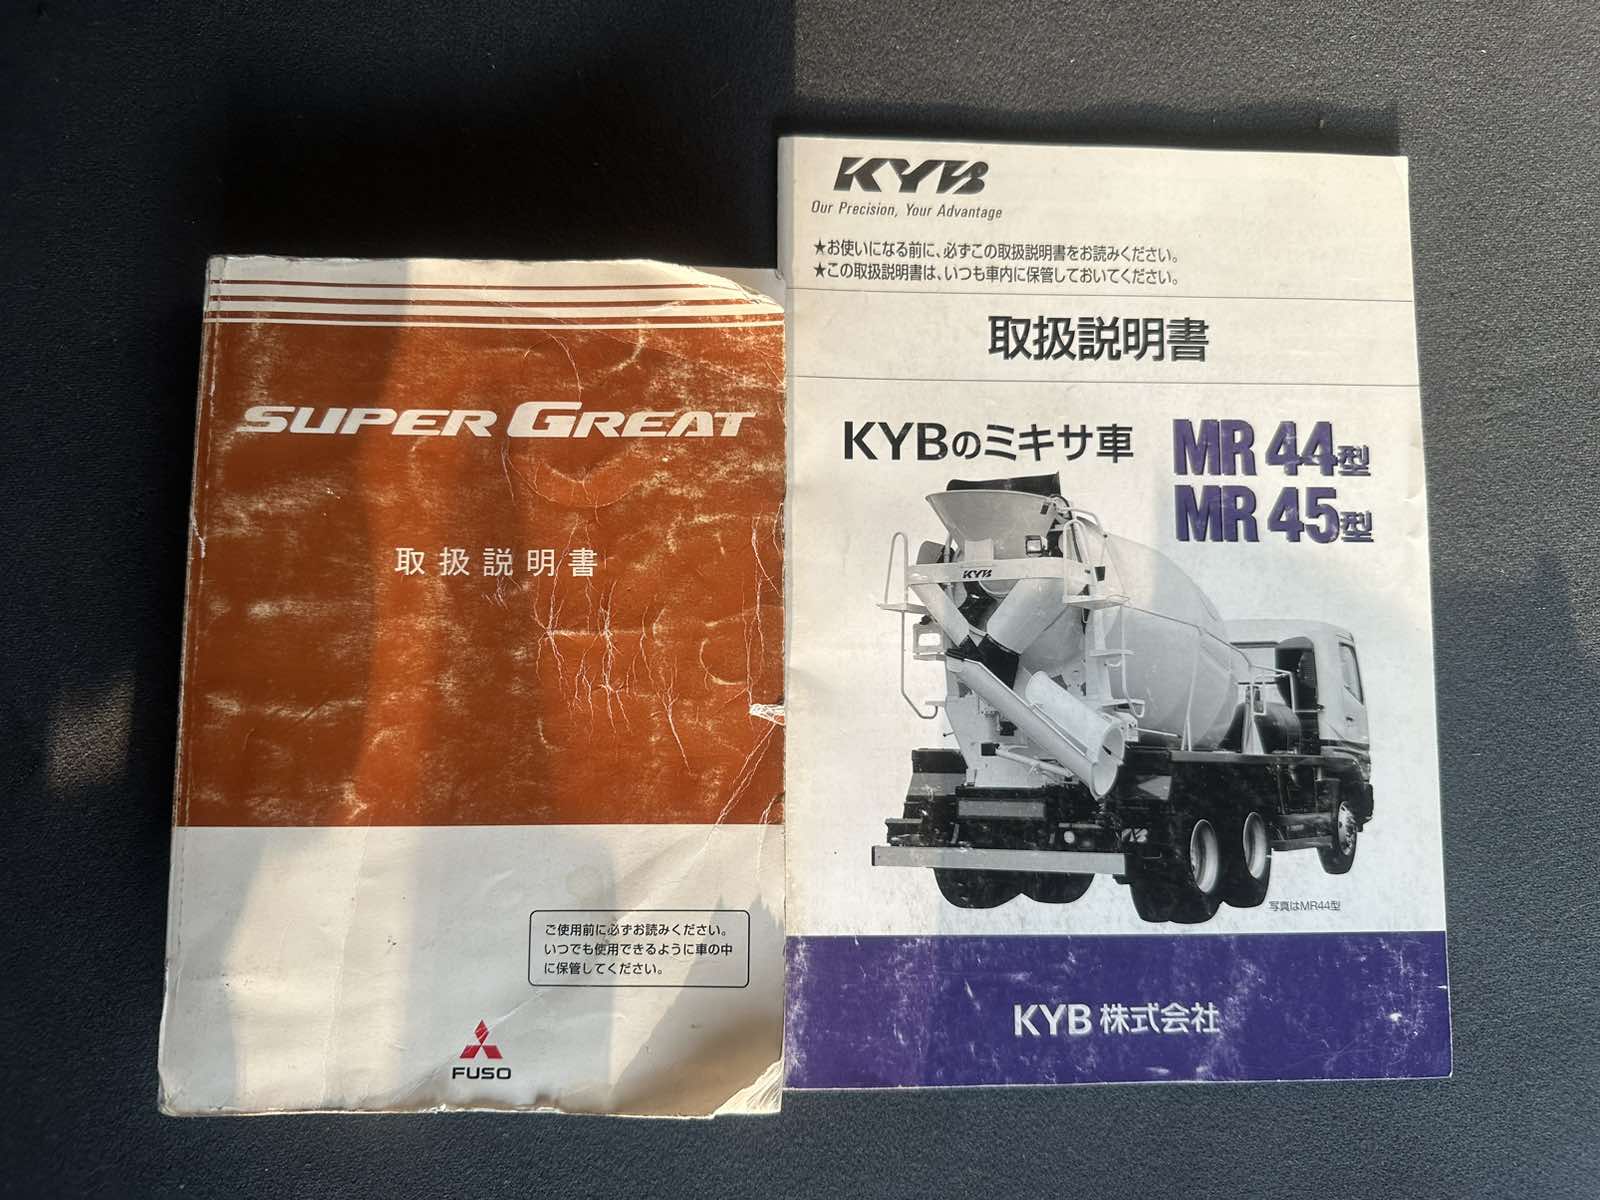 SUPER GREAT
取扱説明書
ご使用前に必ずお読みください。
いつでも使用できるように車の中
に保管してください。
FUSO
KYB
Our Precision, Your Advantage
★お使いになる前に、必ずこの取扱説明書をお読みください。
★この取扱説明書は、いつも車内に保管しておいてください。
取扱説明書
KYBのミキサ車
MR44型
MR45型
KYB
写真はMR44型
KYB 株式会社